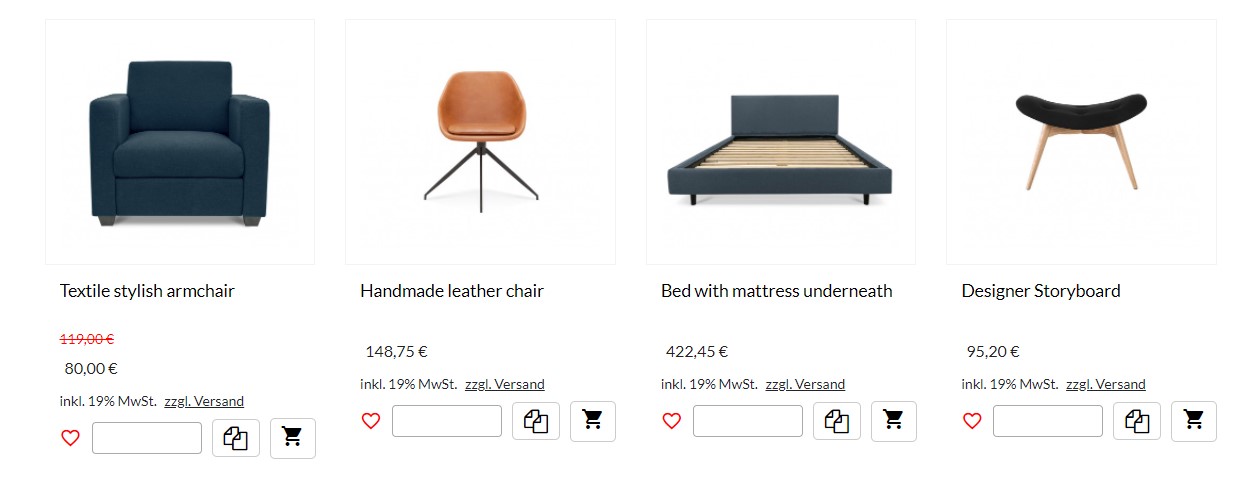 Textile stylish armchair
119,00 €
80,00 €
inkl. 19% MwSt. zzgl. Versand
Handmade leather chair
148,75 €
inkl. 19% MwSt. zzgl. Versand
Bed with mattress underneath
422,45 €
inkl. 19% MwSt. zzgl. Versand
Designer Storyboard
95,20 €
inkl. 19% MwSt. zzgl. Versand